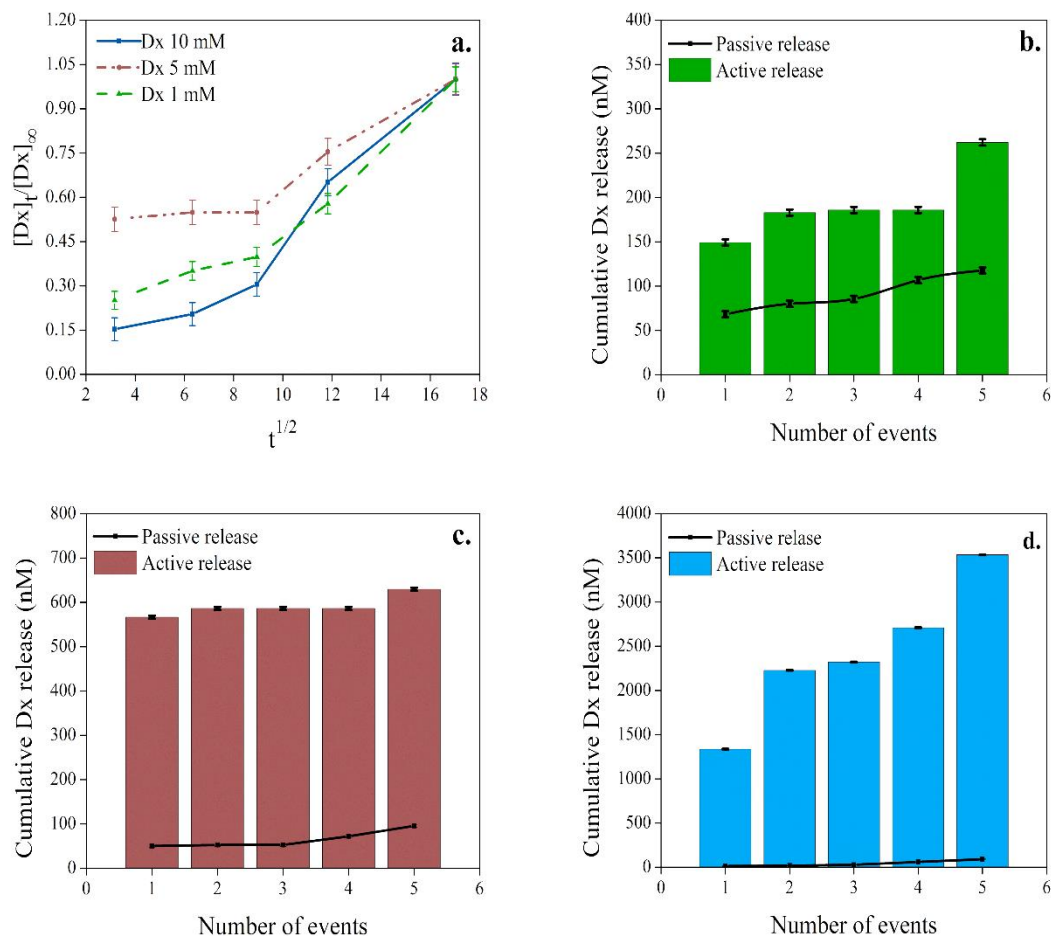 a.
Dx 10 mM
Dx 5 mM
Dx 1 mM
[Dx]t/[Dx]∞
1.20
1.05
0.90
0.75
0.60
0.45
0.30
0.15
0.00
2 4 6 8 10 12 14 16 18
t^1/2
b.
Passive release
Active release
Cumulative Dx release (nM)
400
350
300
250
200
150
100
50
0
0 1 2 3 4 5 6
Number of events
c.
Passive release
Active release
Cumulative Dx release (nM)
800
700
600
500
400
300
200
100
0
0 1 2 3 4 5 6
Number of events
d.
Passive relase
Active release
Cumulative Dx release (nM)
4000
3500
3000
2500
2000
1500
1000
500
0
0 1 2 3 4 5 6
Number of events